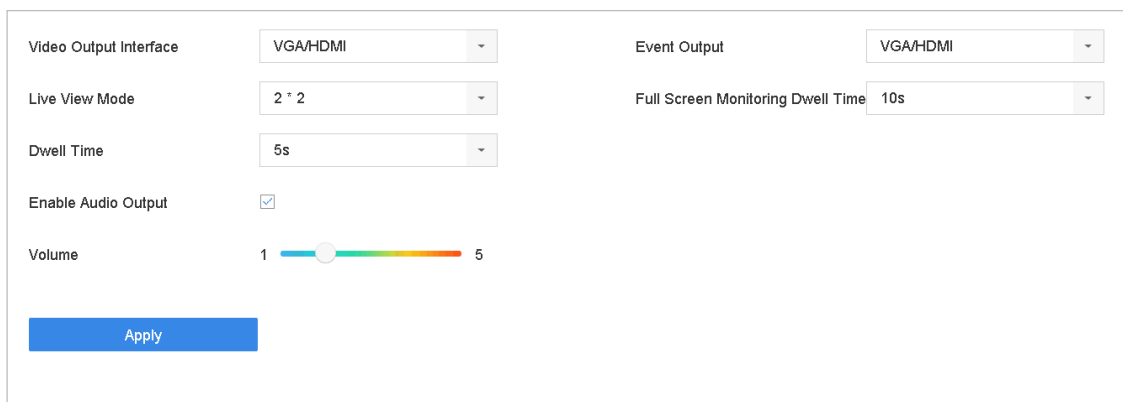 Video Output Interface VGA/HDMI Event Output VGA/HDMI
Live View Mode 2 * 2 Full Screen Monitoring Dwell Time 10s
Dwell Time 5s
Enable Audio Output
Volume 1 5
Apply